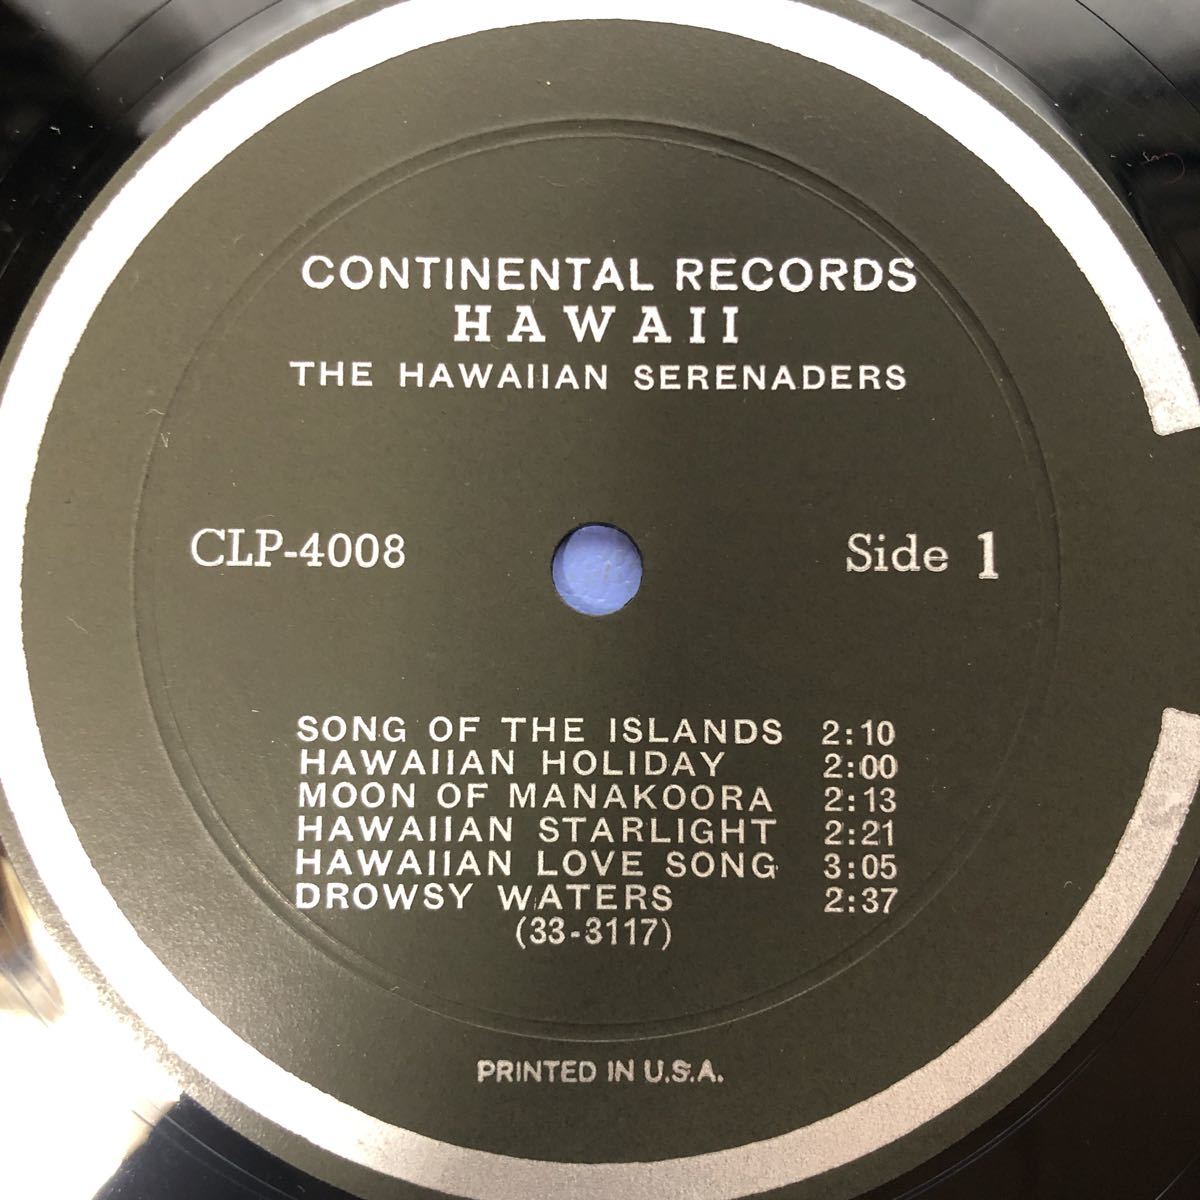 CONTINENTAL RECORDS
HAWAII
THE HAWAIIAN SERENADERS
CLP-4008 Side 1
SONG OF THE ISLANDS 2:10
HAWAIIAN HOLIDAY 2:00
MOON OF MANAKOORA 2:13
HAWAIIAN STARLIGHT 2:21
HAWAIIAN LOVE SONG 3:05
DROWSY WATERS 2:37
(33-3117)
PRINTED IN U.S.A.